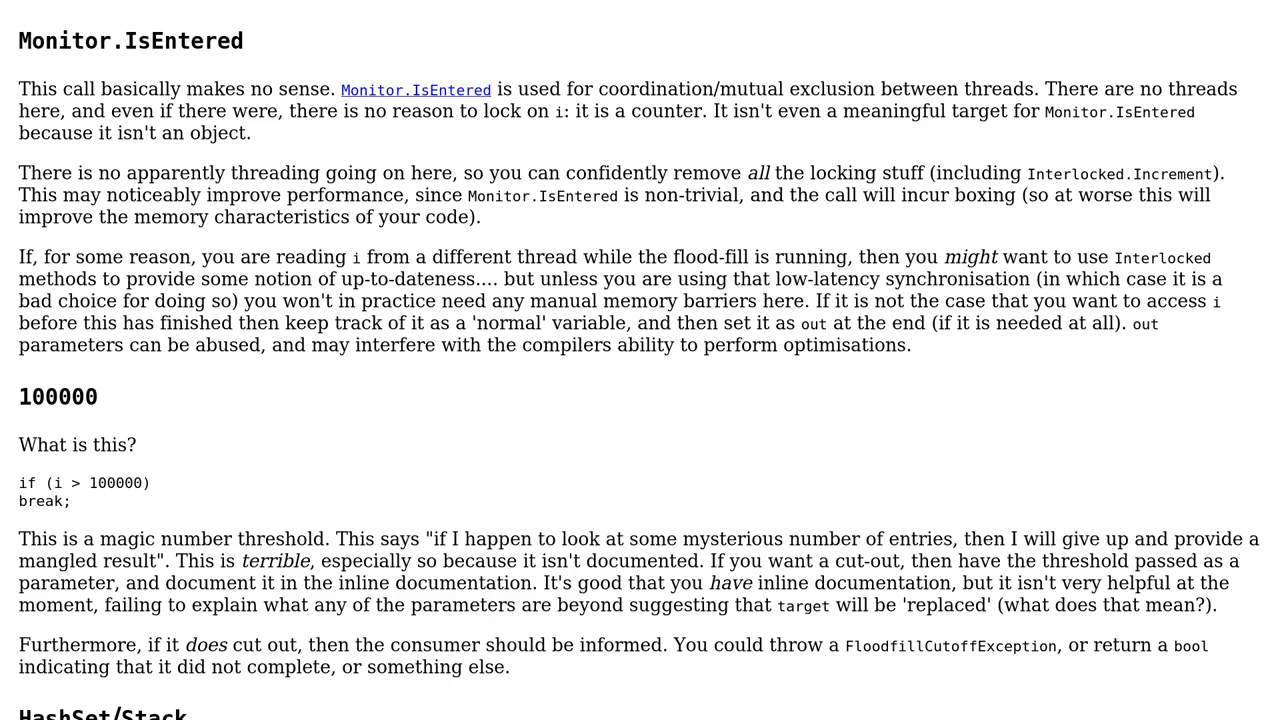 Monitor.IsEntered
This call basically makes no sense. Monitor.IsEntered is used for coordination/mutual exclusion between threads. There are no threads
here, and even if there were, there is no reason to lock on i: it is a counter. It isn't even a meaningful target for Monitor.IsEntered
because it isn't an object.
There is no apparently threading going on here, so you can confidently remove all the locking stuff (including Interlocked.Increment).
This may noticeably improve performance, since Monitor.IsEntered is non-trivial, and the call will incur boxing (so at worse this will
improve the memory characteristics of your code).
If, for some reason, you are reading i from a different thread while the flood-fill is running, then you might want to use Interlocked
methods to provide some notion of up-to-dateness.... but unless you are using that low-latency synchronisation (in which case it is a
bad choice for doing so) you won't in practice need any manual memory barriers here. If it is not the case that you want to access i
before this has finished then keep track of it as a 'normal' variable, and then set it as out at the end (if it is needed at all). out
parameters can be abused, and may interfere with the compilers ability to perform optimisations.
100000
What is this?
if (i > 100000)
break;
This is a magic number threshold. This says "if I happen to look at some mysterious number of entries, then I will give up and provide a
mangled result". This is terrible, especially so because it isn't documented. If you want a cut-out, then have the threshold passed as a
parameter, and document it in the inline documentation. It's good that you have inline documentation, but it isn't very helpful at the
moment, failing to explain what any of the parameters are beyond suggesting that target will be 'replaced' (what does that mean?).
Furthermore, if it does cut out, then the consumer should be informed. You could throw a FloodfillCutoffException, or return a bool
indicating that it did not complete, or something else.
HashSet/Stack